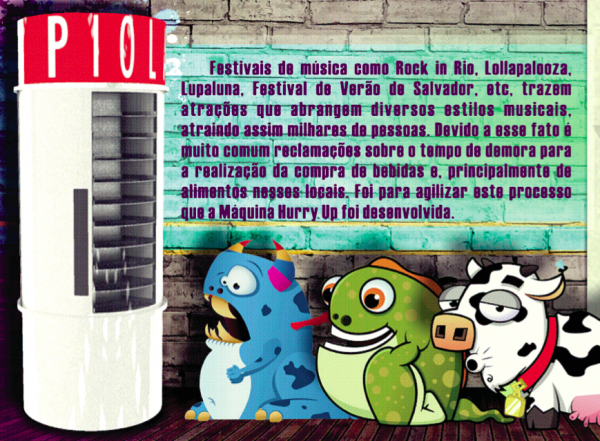 P10L
Festivais de música como Rock in Rio, Lollapalooza,
Lupaluna, Festival de Verão de Salvador, etc, trazem
atrações que abrangem diversos estilos musicais,
atraindo assim milhares de pessoas. Devido a esse fato é
muito comum reclamações sobre o tempo de demora para
a realização da compra de bebidas e, principalmente de
alimentos nesses locais. Foi para agilizar este processo
que a Máquina Hurry Up foi desenvolvida.